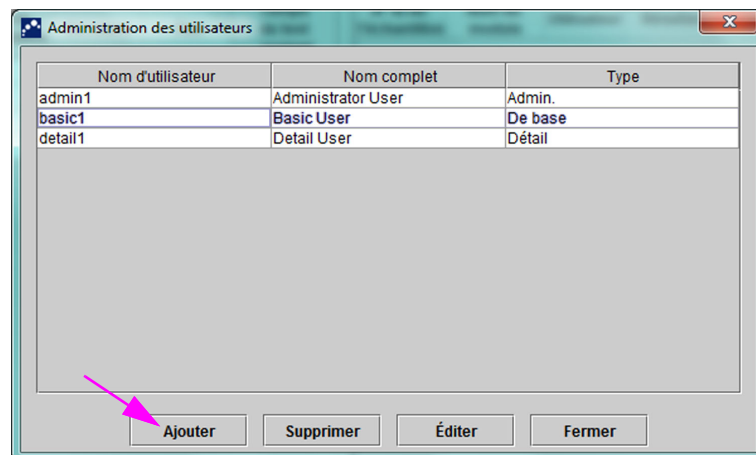 Administration des utilisateurs
Nom d'utilisateur Nom complet Type
admin1 Administrator User Admin.
basic1 Basic User De base
detail1 Detail User Détail
Ajouter Supprimer Éditer Fermer